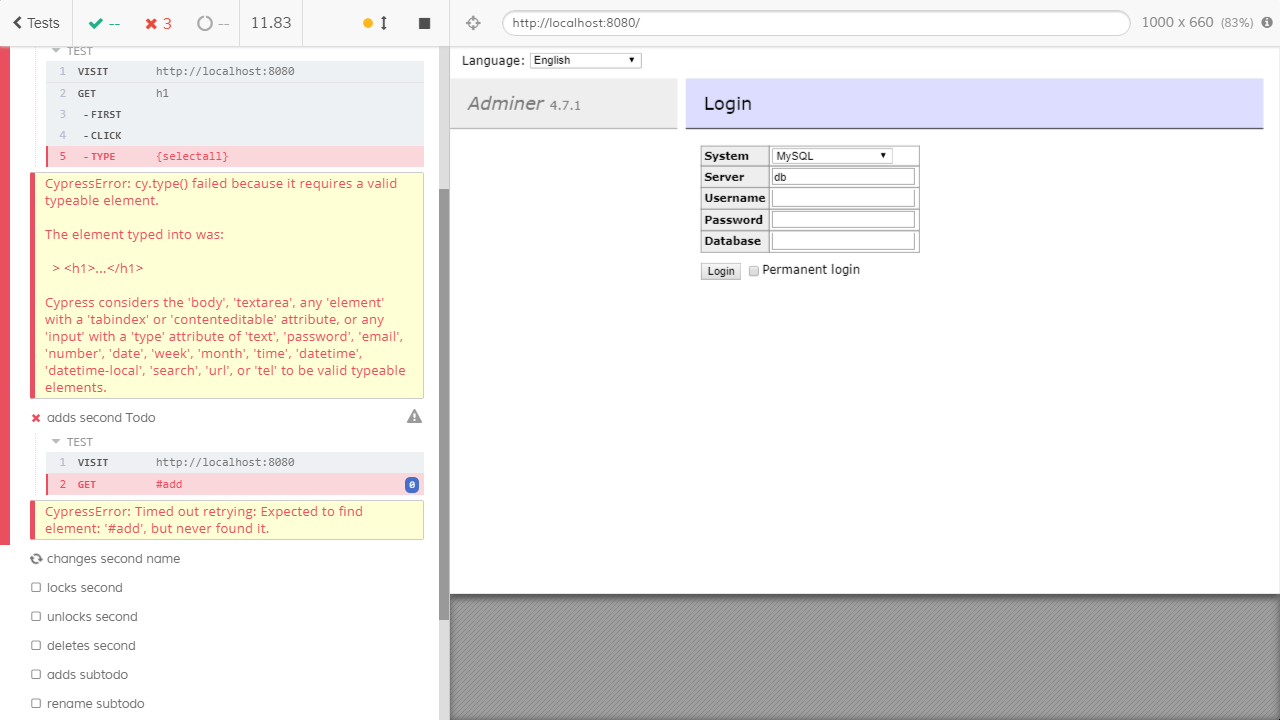 Tests
--
3
--
11.83
http://localhost:8080/
1000 x 660 (83%)
TEST
1 VISIT http://localhost:8080
2 GET h1
3 - FIRST
4 - CLICK
5 - TYPE {selectall}
CypressError: cy.type() failed because it requires a valid
typeable element.
The element typed into was:
> <h1>...</h1>
Cypress considers the 'body', 'textarea', any 'element'
with a 'tabindex' or 'contenteditable' attribute, or any
'input' with a 'type' attribute of 'text', 'password', 'email',
'number', 'date', 'week', 'month', 'time', 'datetime',
'datetime-local', 'search', 'url', or 'tel' to be valid typeable
elements.
adds second Todo
TEST
1 VISIT http://localhost:8080
2 GET #add 0
CypressError: Timed out retrying: Expected to find
element: '#add', but never found it.
changes second name
locks second
unlocks second
deletes second
adds subtodo
rename subtodo
Language: English
Adminer 4.7.1
Login
System MySQL
Server db
Username
Password
Database
Login Permanent login